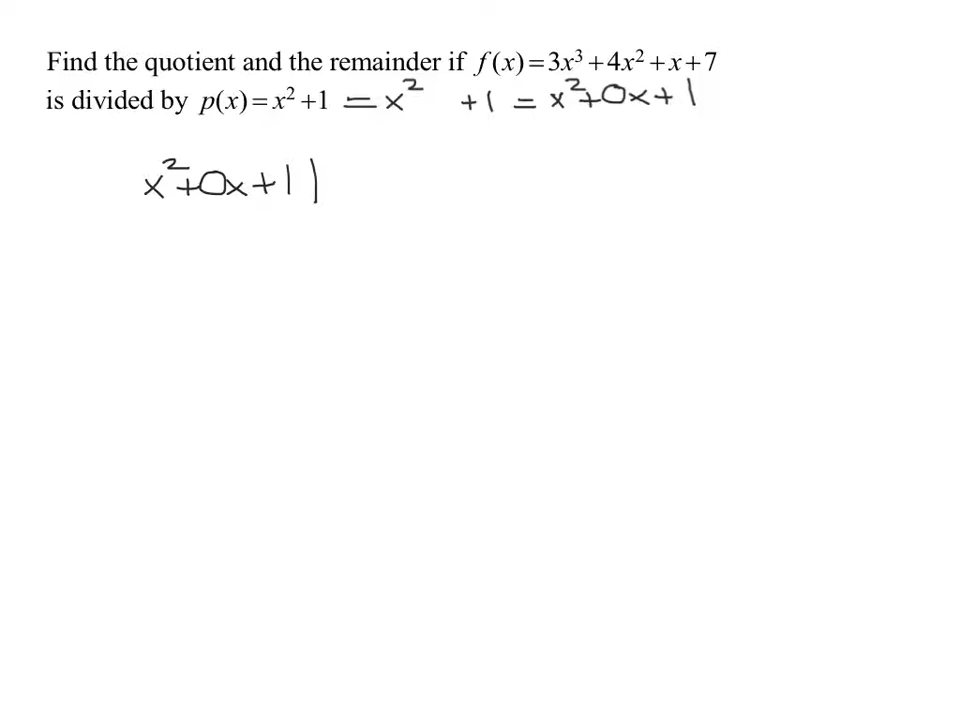 Find the quotient and the remainder if f(x)=3x³+4x²+x+7
is divided by p(x)=x²+1 = x² +1 = x²+0x+1
x²+0x+1)